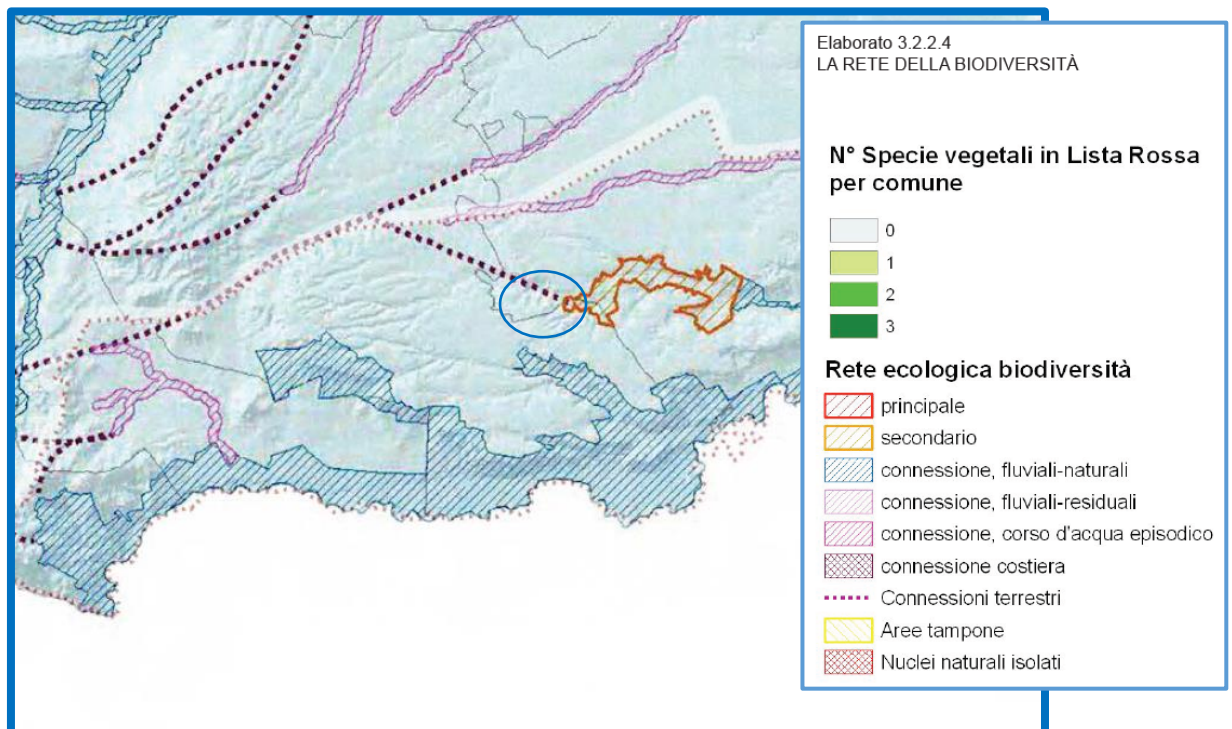 Elaborato 3.2.2.4
LA RETE DELLA BIODIVERSITÀ
N° Specie vegetali in Lista Rossa
per comune
0
1
2
3
Rete ecologica biodiversità
principale
secondario
connessione, fluviali-naturali
connessione, fluviali-residuali
connessione, corso d'acqua episodico
connessione costiera
Connessioni terrestri
Aree tampone
Nuclei naturali isolati